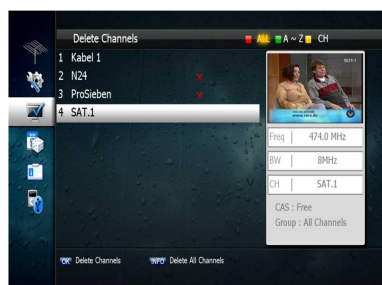 Delete Channels
ALL A ~ Z CH
1 Kabel 1
2 N24
3 ProSieben
4 SAT.1
Freq 474.0 MHz
BW 8MHz
CH SAT.1
CAS : Free
Group : All Channels
OK Delete Channels INFO Delete All Channels